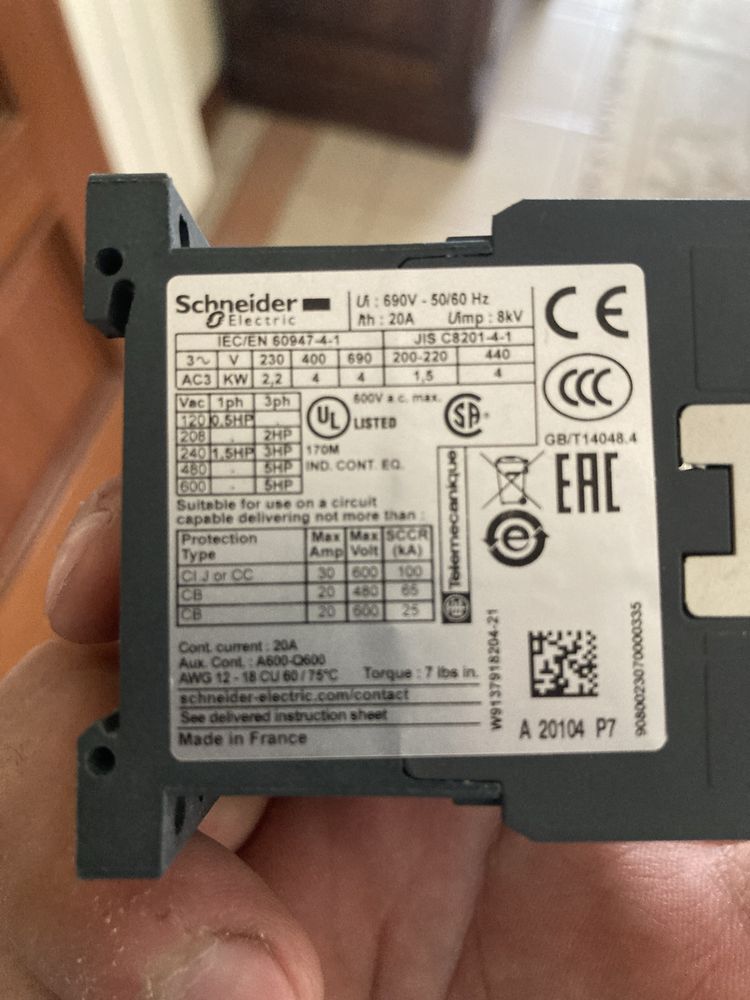 Schneider
Electric
Ui : 690V - 50/60 Hz
Ith : 20A Uimp : 8kV
IEC/EN 60947-4-1 JIS C8201-4-1
3~ V 230 400 690 200-220 440
AC3 KW 2,2 4 4 1,5 4
Vac 1ph 3ph
120 0.5HP .
208 . 2HP
240 1,5HP 3HP
480 . 5HP
600 . 5HP
600V a.c. max.
UL LISTED
170M
IND. CONT. EQ.
SA
CE
CCC
GB/T14048.4
EAC
e
Telemecanique
Suitable for use on a circuit
capable delivering not more than :
Protection Type Max Amp Max Volt SCCR (kA)
Cl.J or CC 30 600 100
CB 20 480 65
CB 20 600 25
Cont. current : 20A
Aux. Cont. : A600-Q600
AWG 12 - 18 CU 60 / 75°C Torque : 7 lbs in.
schneider-electric.com/contact
See delivered instruction sheet
Made in France
W9137918204-21
A 20104 P7
9080023070000335